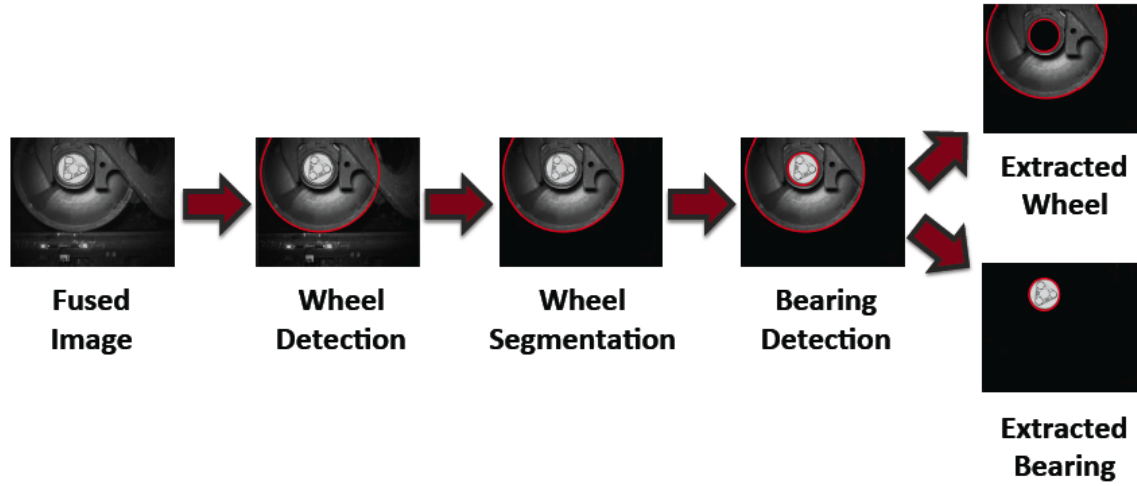 Fused
Image
Wheel
Detection
Wheel
Segmentation
Bearing
Detection
Extracted
Wheel
Extracted
Bearing